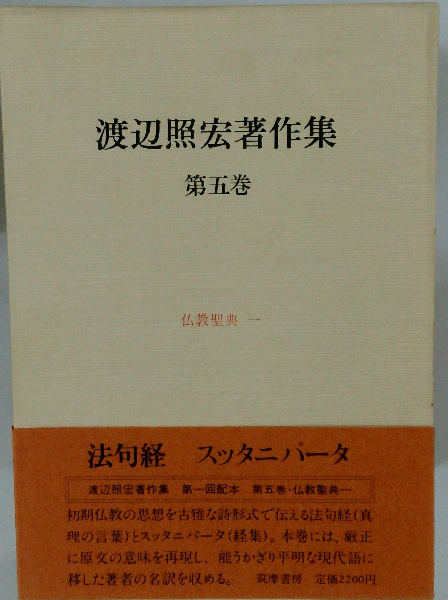 渡辺照宏著作集
第五巻
仏教聖典 一
法句経 スッタニパータ
渡辺照宏著作集 第一回配本 第五巻・仏教聖典一
初期仏教の思想を古雅な詩形式で伝える法句経(真
理の言葉)とスッタニパータ(経集)。本巻には、厳正
に原文の意味を再現し、能うかぎり平明な現代語に
移した著者の名訳を収める。 筑摩書房 定価2200円